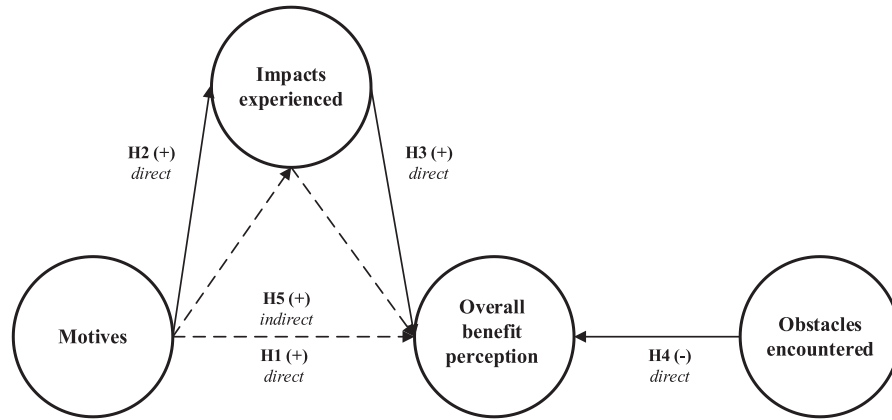 Impacts
experienced
H2 (+)
direct
H3 (+)
direct
Motives
H5 (+)
indirect
H1 (+)
direct
Overall
benefit
perception
H4 (-)
direct
Obstacles
encountered